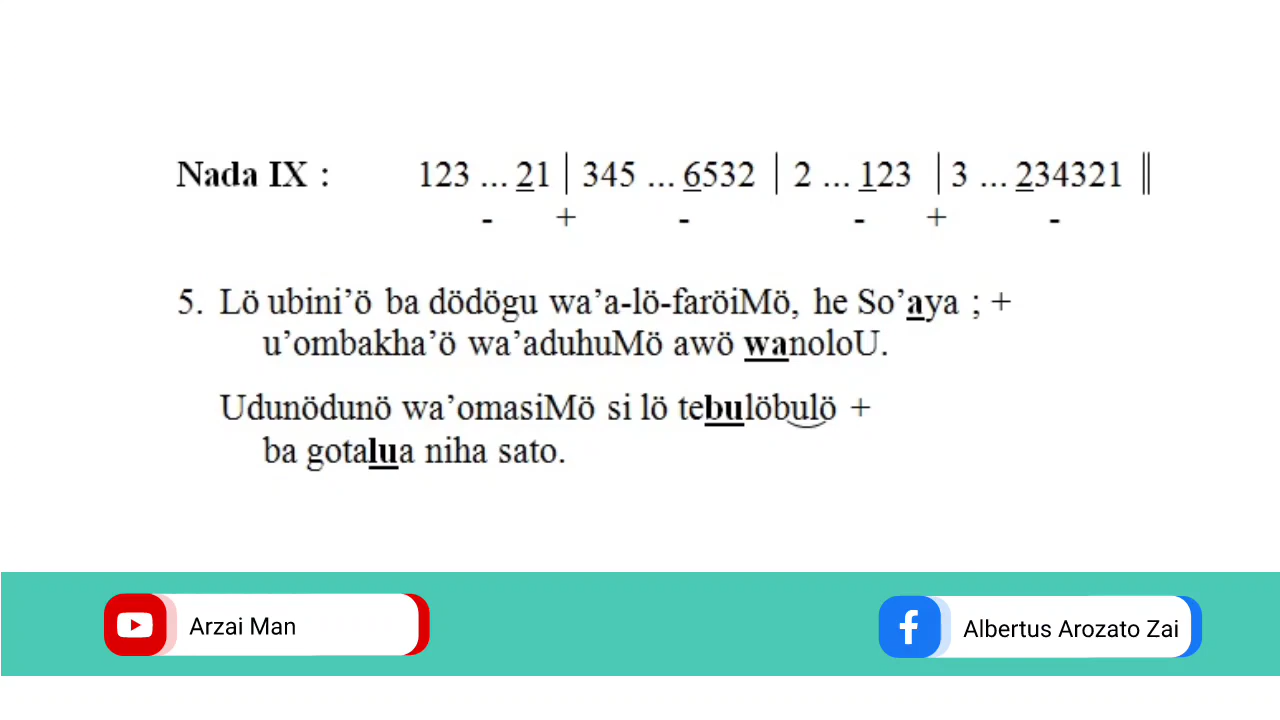 Nada IX : 123 ... 21 | 345 ... 6532 | 2 ... 123 | 3 ... 234321 ||
- + - - + -
5. Lö ubini’ö ba dödögu wa’a-lö-faröiMö, he So’aya ; +
u’ombakha’ö wa’aduhuMö awö wanoloU.
Udunödunö wa’omasiMö si lö tebulöbulö +
ba gotalua niha sato.
Arzai Man
Albertus Arozato Zai